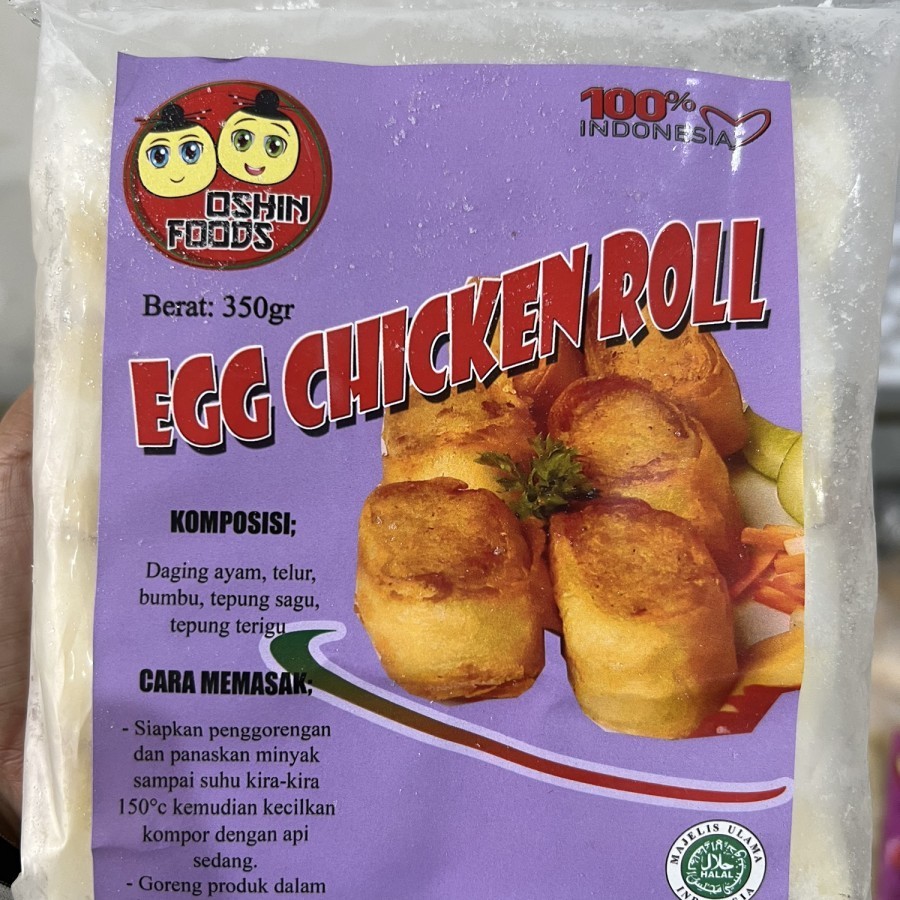 100%
INDONESIA
OSHIN
FOODS
Berat: 350gr
EGG CHICKEN ROLL
KOMPOSISI;
Daging ayam, telur,
bumbu, tepung sagu,
tepung terigu
CARA MEMASAK;
- Siapkan penggorengan
dan panaskan minyak
sampai suhu kira-kira
150°c kemudian kecilkan
kompor dengan api
sedang.
- Goreng produk dalam
MAJELIS ULAMA
حلال
HALAL